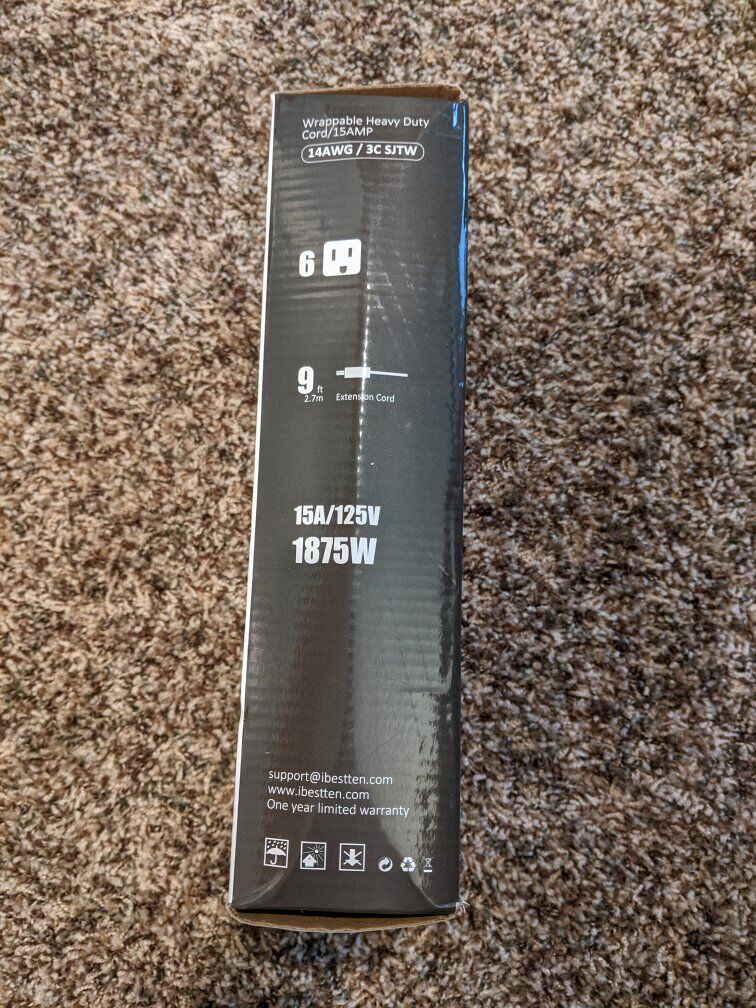 Wrappable Heavy Duty
Cord/15AMP
14AWG / 3C SJTW
6
9 ft
2.7m Extension Cord
15A/125V
1875W
support@ibestten.com
www.ibestten.com
One year limited warranty